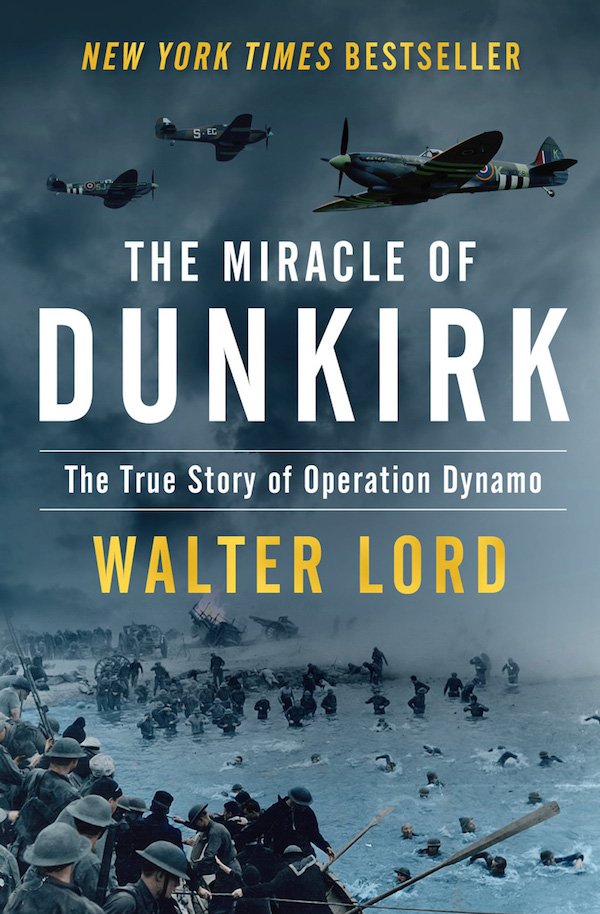 NEW YORK TIMES BESTSELLER
THE MIRACLE OF
DUNKIRK
The True Story of Operation Dynamo
WALTER LORD